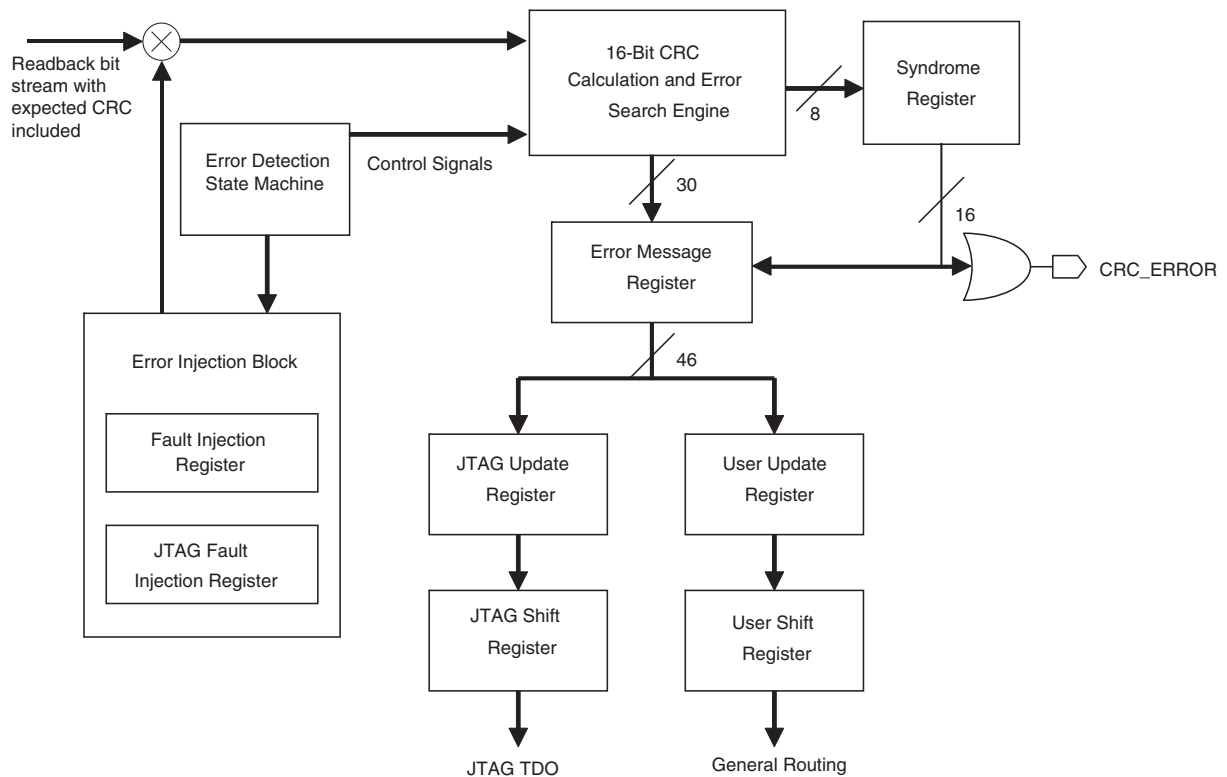 Readback bit
stream with
expected CRC
included
16-Bit CRC
Calculation and Error
Search Engine
8
Syndrome
Register
Error Detection
State Machine
Control Signals
30
16
Error Message
Register
CRC_ERROR
46
Error Injection Block
Fault Injection
Register
JTAG Fault
Injection Register
JTAG Update
Register
User Update
Register
JTAG Shift
Register
User Shift
Register
JTAG TDO
General Routing